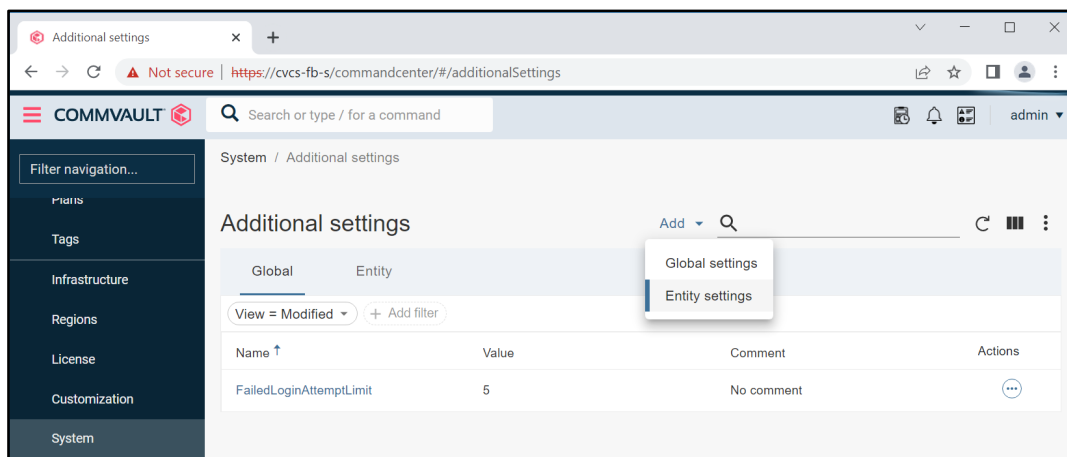 Additional settings
Not secure | https://cvcs-fb-s/commandcenter/#/additionalSettings
COMMVAULT
Search or type / for a command
admin
Filter navigation...
Plans
Tags
Infrastructure
Regions
License
Customization
System
System / Additional settings
Additional settings
Add
Global settings
Entity settings
Global Entity
View = Modified + Add filter
Name Value Comment Actions
FailedLoginAttemptLimit 5 No comment